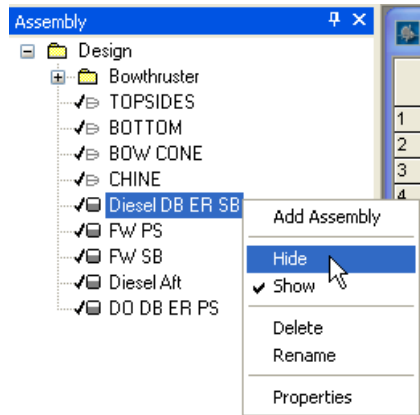 Assembly
Design
Bowthruster
TOPSIDES
BOTTOM
BOW CONE
CHINE
Diesel DB ER SB
FW PS
FW SB
Diesel Aft
DO DB ER PS
Add Assembly
Hide
Show
Delete
Rename
Properties
1
2
3
4